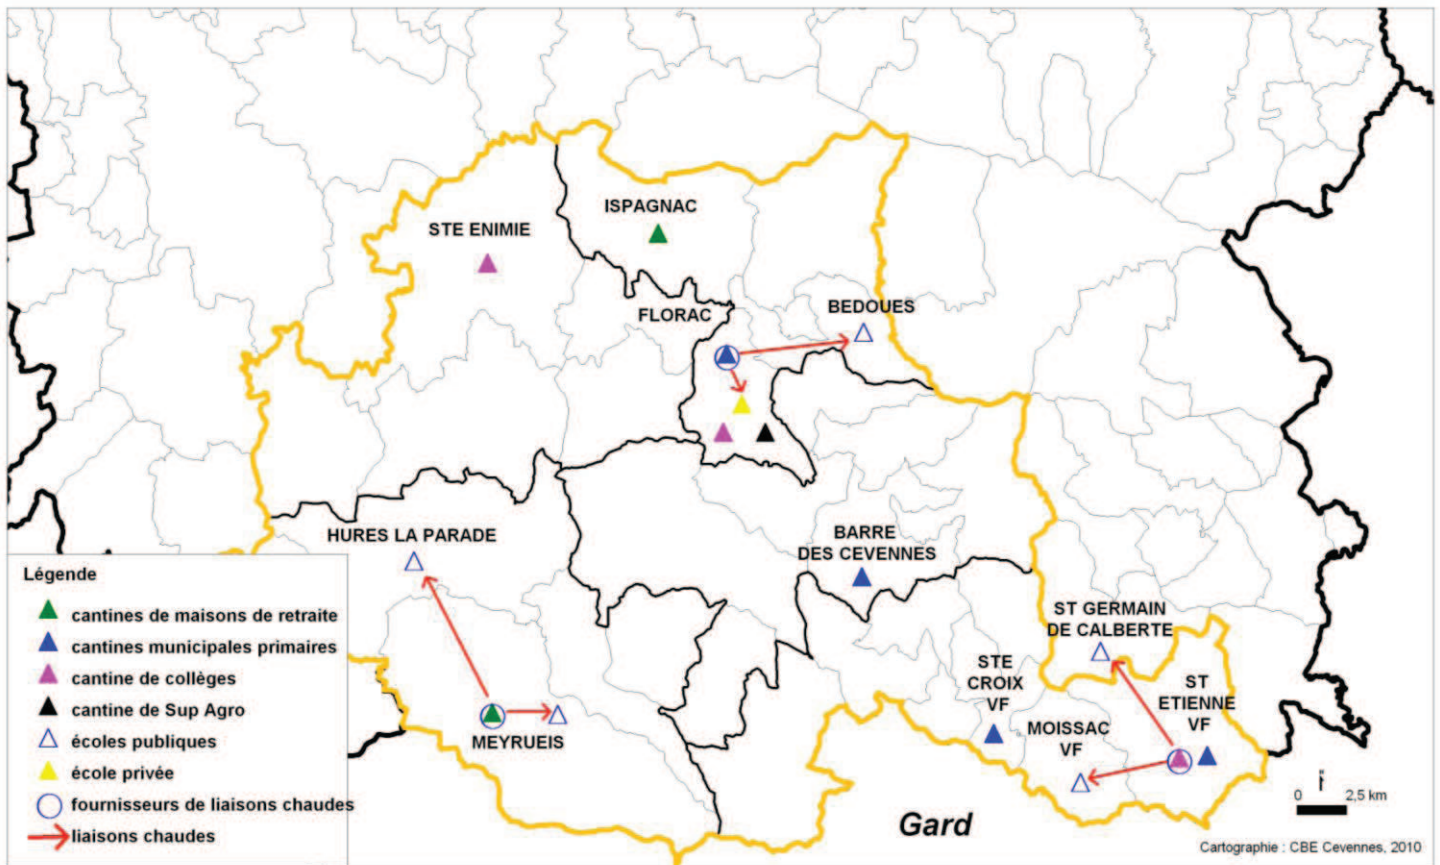 ISPAGNAC
STE ENIMIE
FLORAC
BEDOUES
HURES LA PARADE
BARRE
DES CEVENNES
ST GERMAIN
DE CALBERTE
STE
CROIX
VF
ST
ETIENNE
VF
MOISSAC
VF
MEYRUEIS
Gard
Légende
cantines de maisons de retraite
cantines municipales primaires
cantine de collèges
cantine de Sup Agro
écoles publiques
école privée
fournisseurs de liaisons chaudes
liaisons chaudes
0 2,5 km
Cartographie : CBE Cevennes, 2010